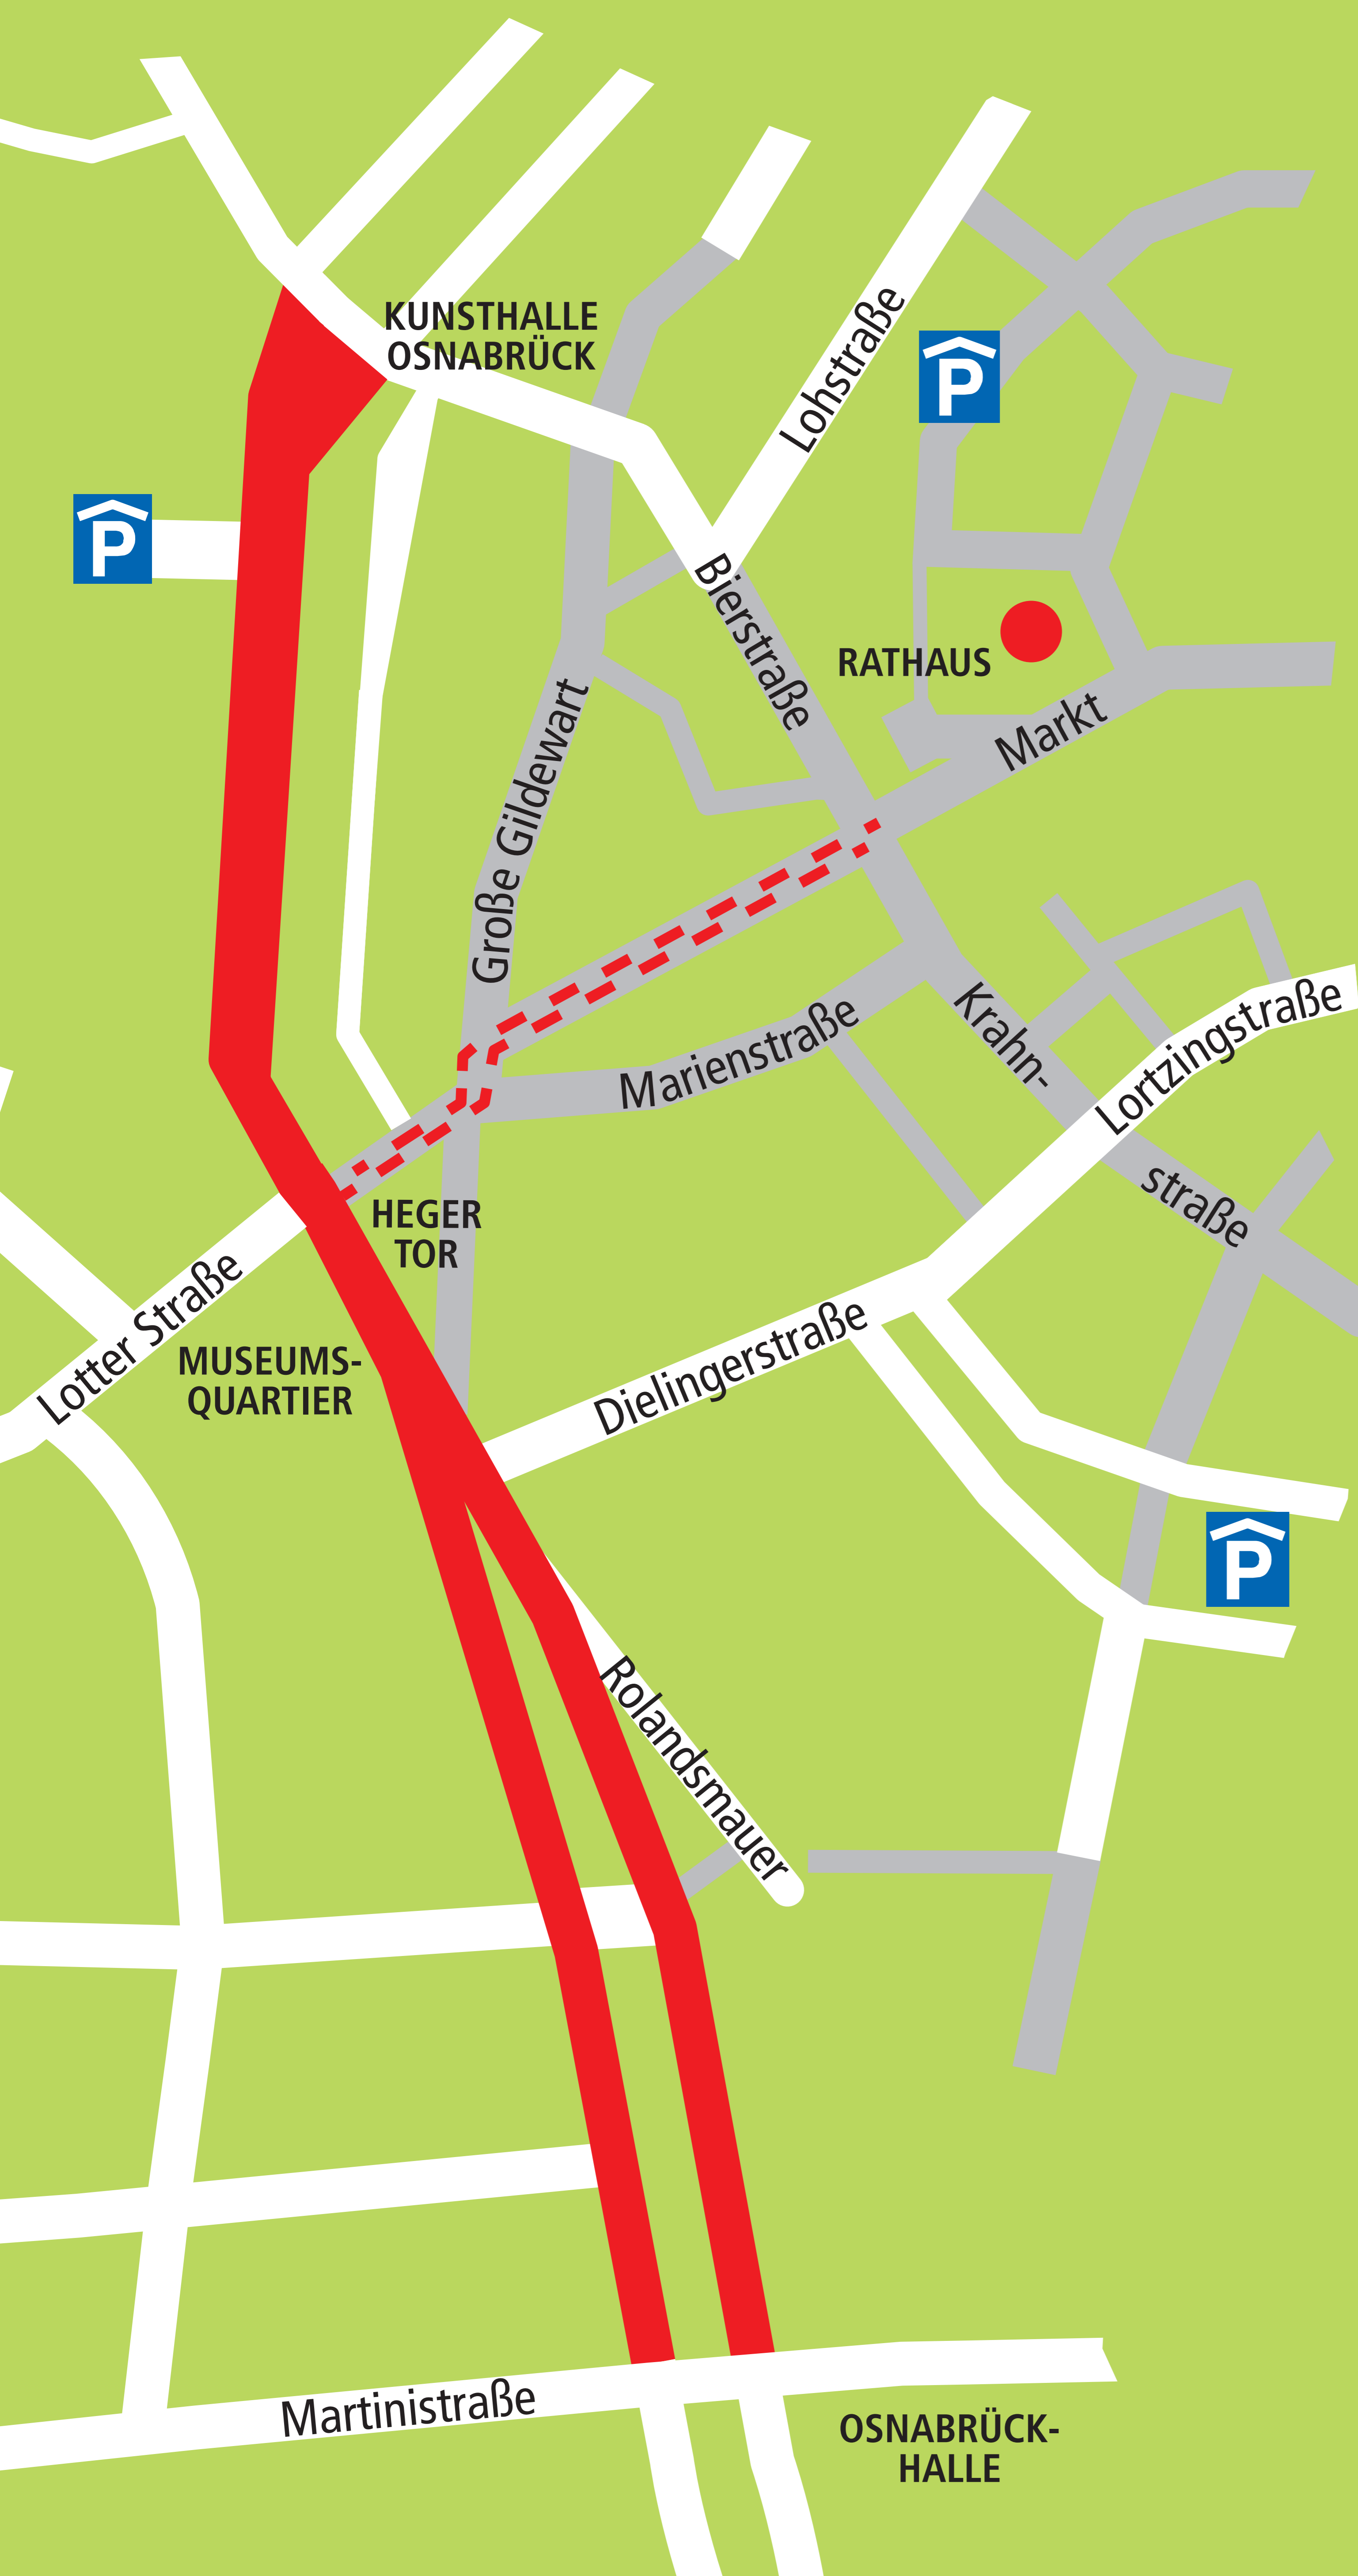 KUNSTHALLE
OSNABRÜCK
Lohstraße
P
P
Bierstraße
RATHAUS
Markt
Große Gildewart
Marienstraße
Krahn-
straße
Lortzingstraße
HEGER
TOR
Lotter Straße
MUSEUMS-
QUARTIER
Dielingerstraße
P
Rolandsmauer
Martinistraße
OSNABRÜCK-
HALLE